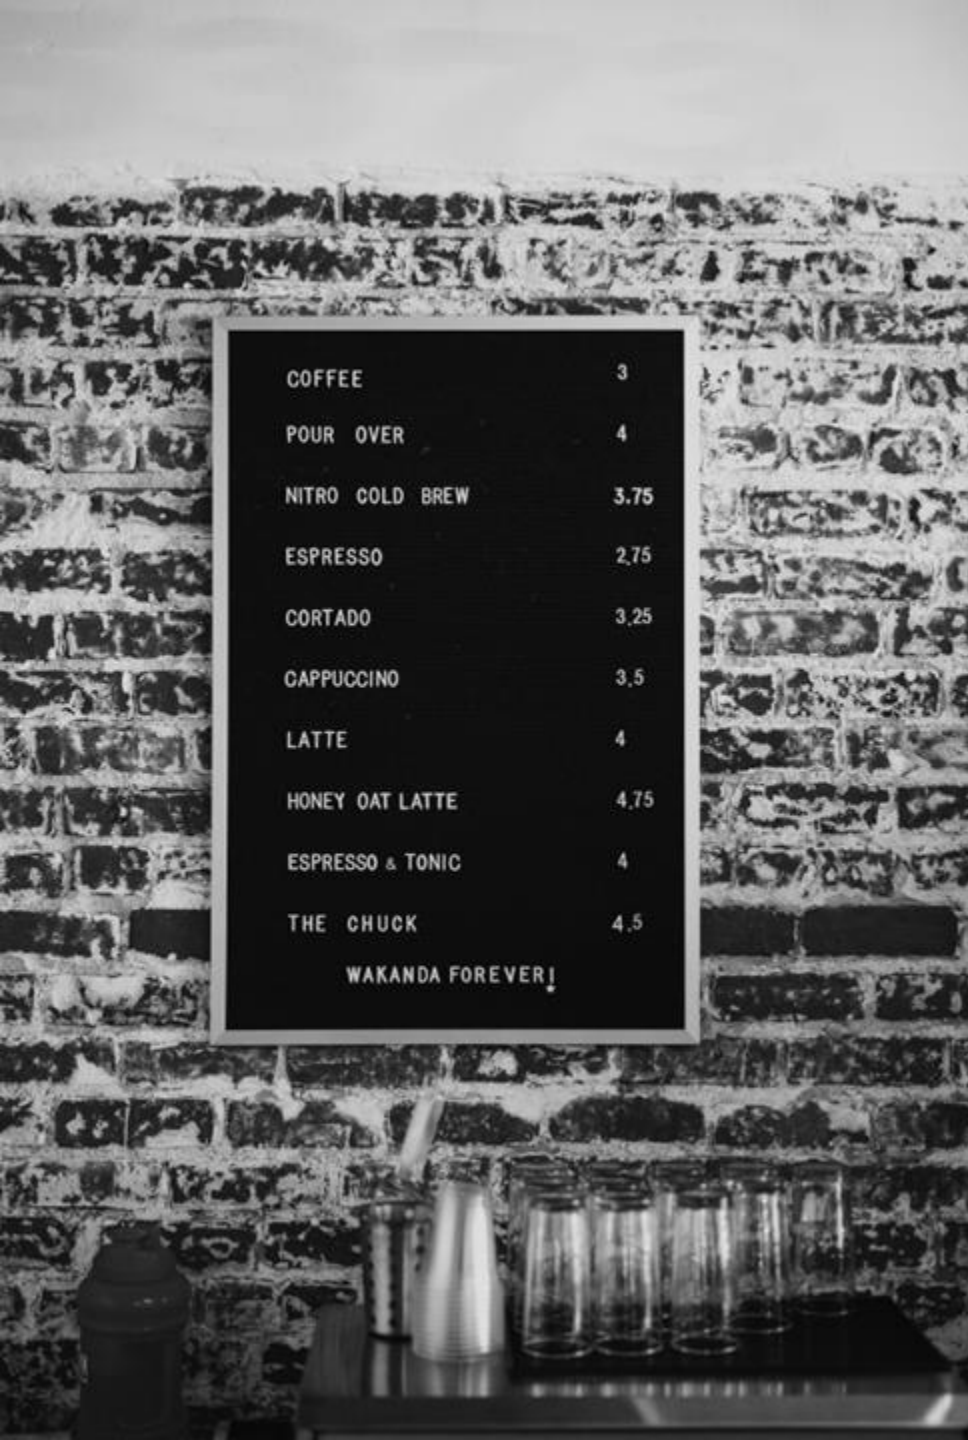 COFFEE 3
POUR OVER 4
NITRO COLD BREW 3.75
ESPRESSO 2.75
CORTADO 3.25
CAPPUCCINO 3.5
LATTE 4
HONEY OAT LATTE 4.75
ESPRESSO & TONIC 4
THE CHUCK 4.5
WAKANDA FOREVER!